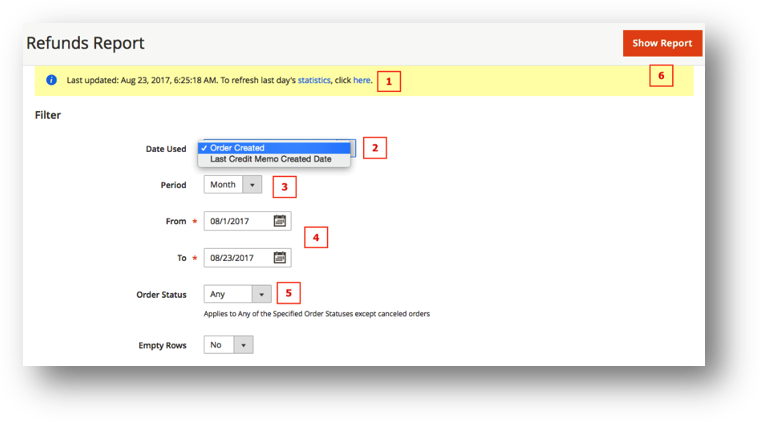 Refunds Report
Show Report
Last updated: Aug 23, 2017, 6:25:18 AM. To refresh last day's statistics, click here.
1
6
Filter
Date Used
✓ Order Created
Last Credit Memo Created Date
2
Period
Month
3
From *
08/1/2017
4
To *
08/23/2017
Order Status
Any
5
Applies to Any of the Specified Order Statuses except canceled orders
Empty Rows
No